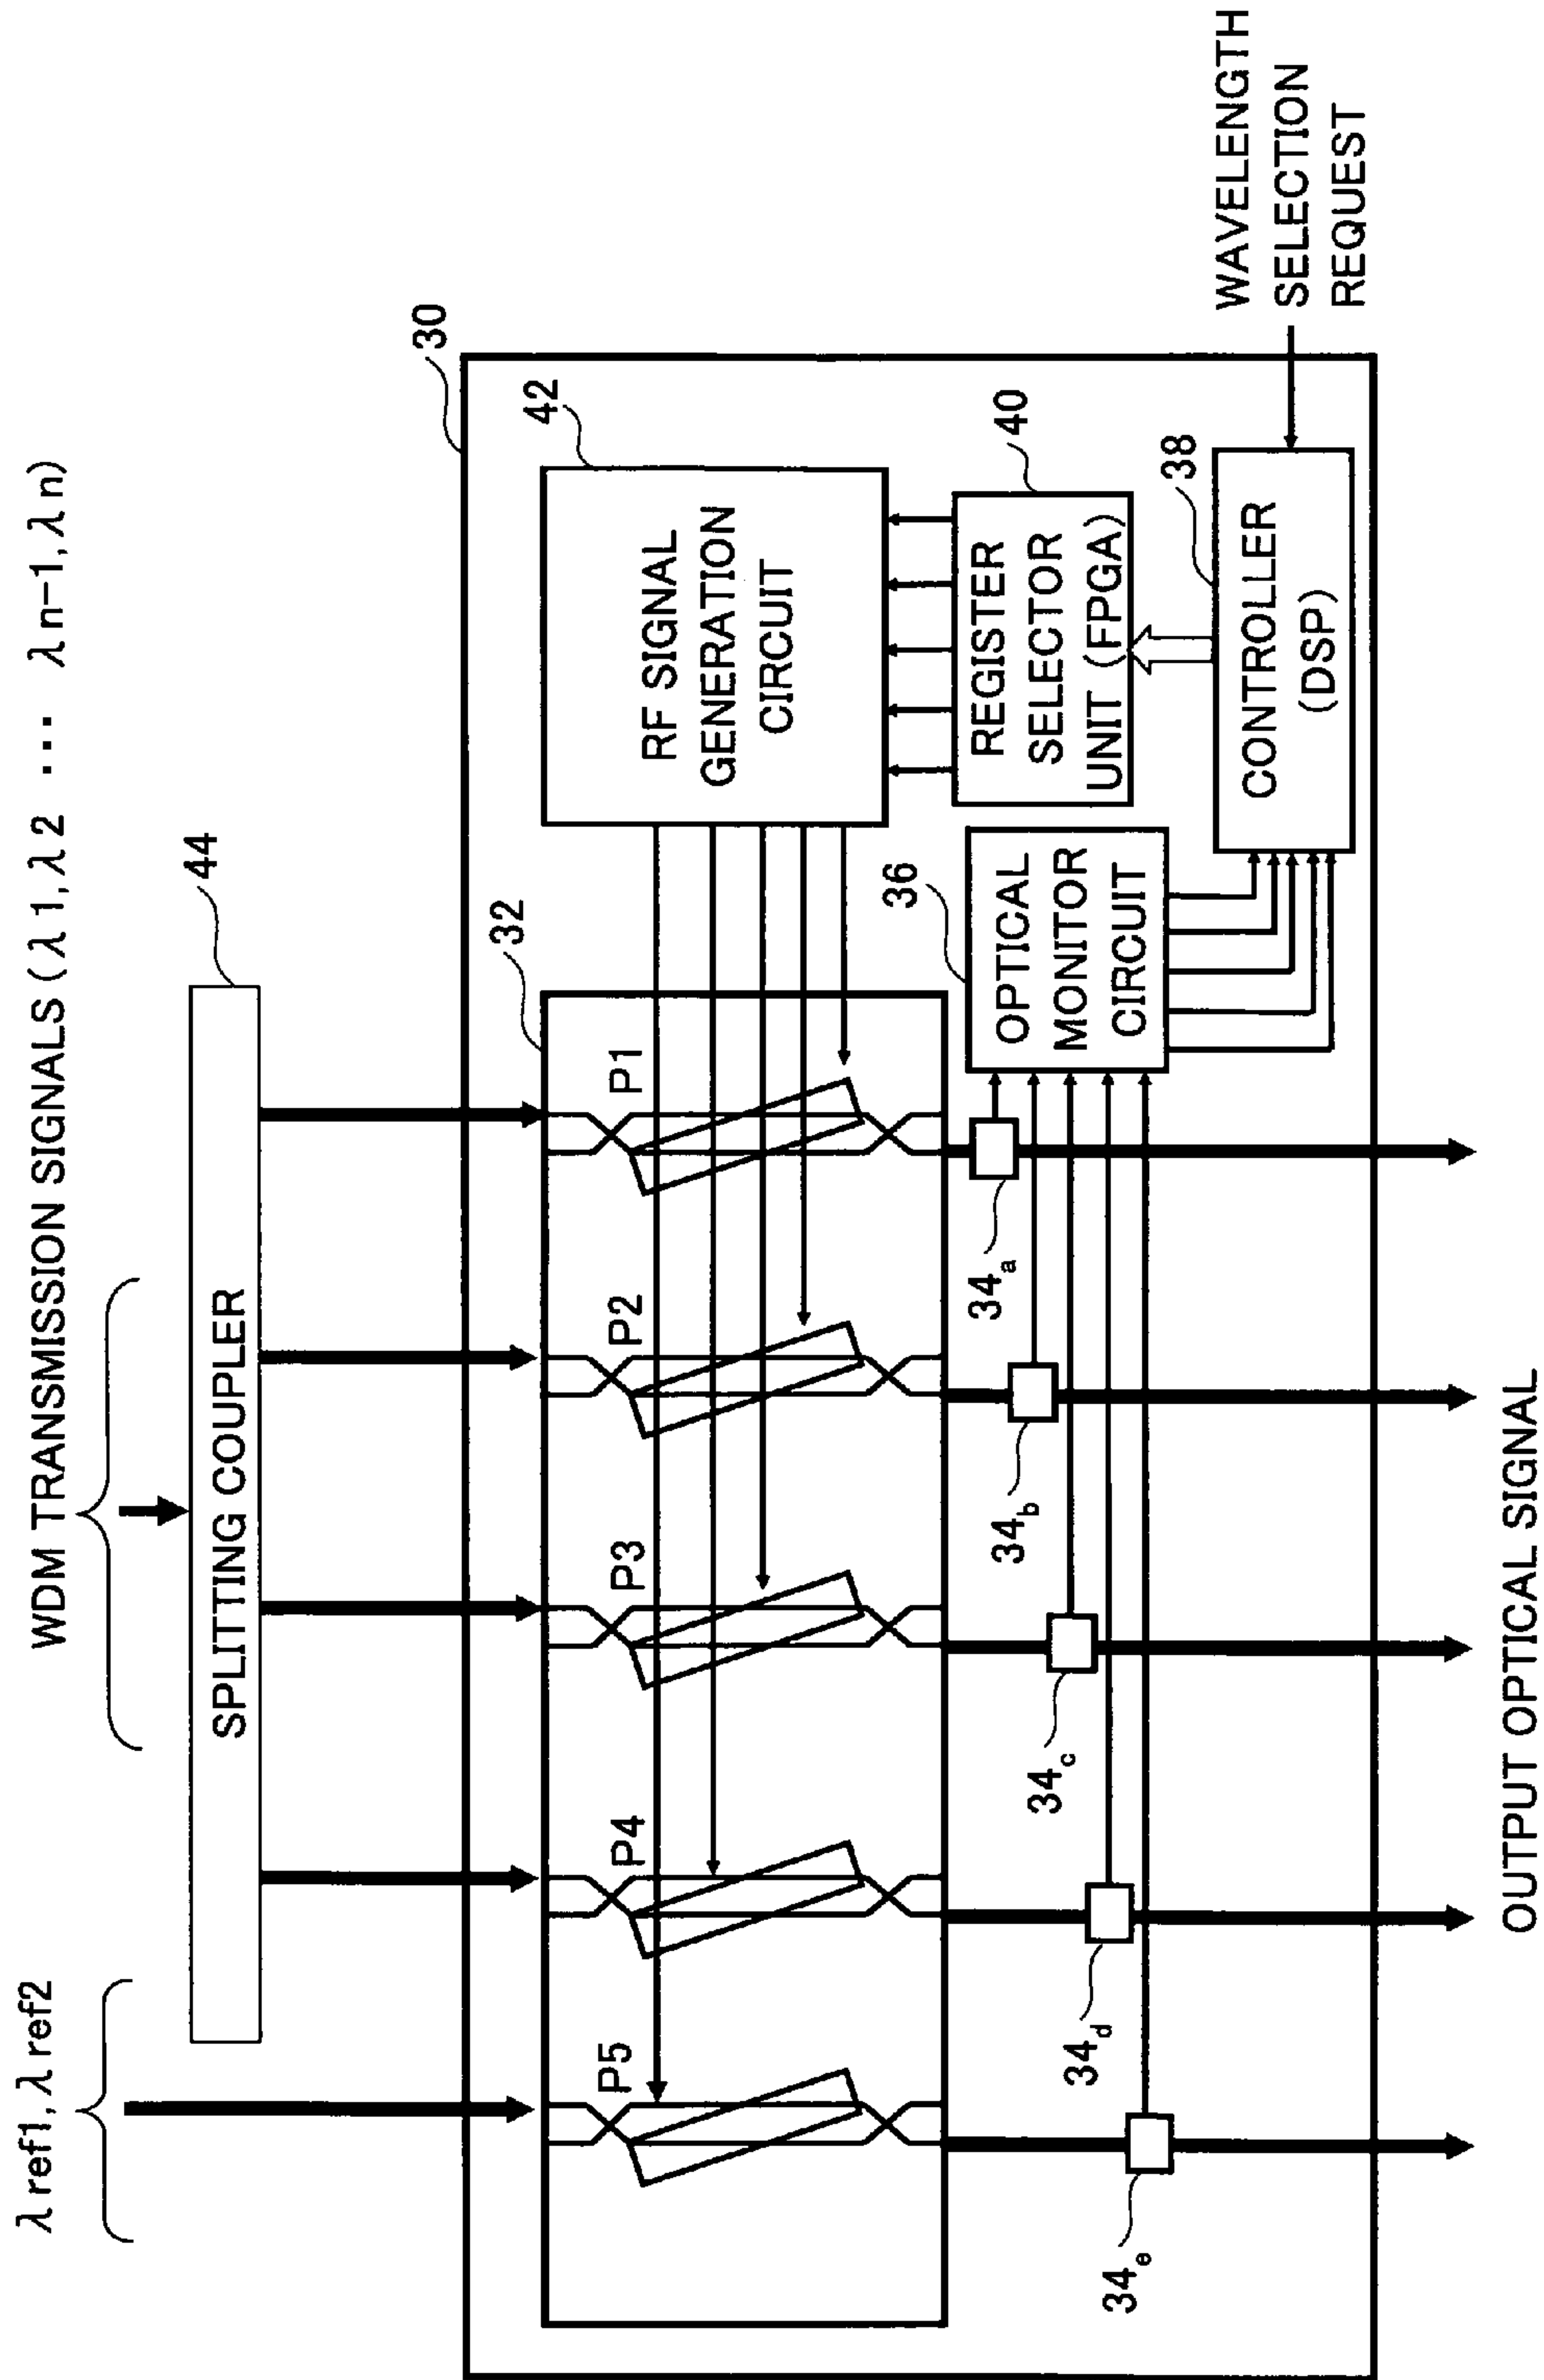 λref1,λref2
WDM TRANSMISSION SIGNALS (λ1,λ2 ... λn-1,λn)
SPLITTING COUPLER
44
30
32
42
P5
P4
P3
P2
P1
RF SIGNAL
GENERATION
CIRCUIT
36
OPTICAL
MONITOR
CIRCUIT
40
REGISTER
SELECTOR
UNIT (FPGA)
38
CONTROLLER
(DSP)
WAVELENGTH
SELECTION
REQUEST
34e
34d
34c
34b
34a
OUTPUT OPTICAL SIGNAL